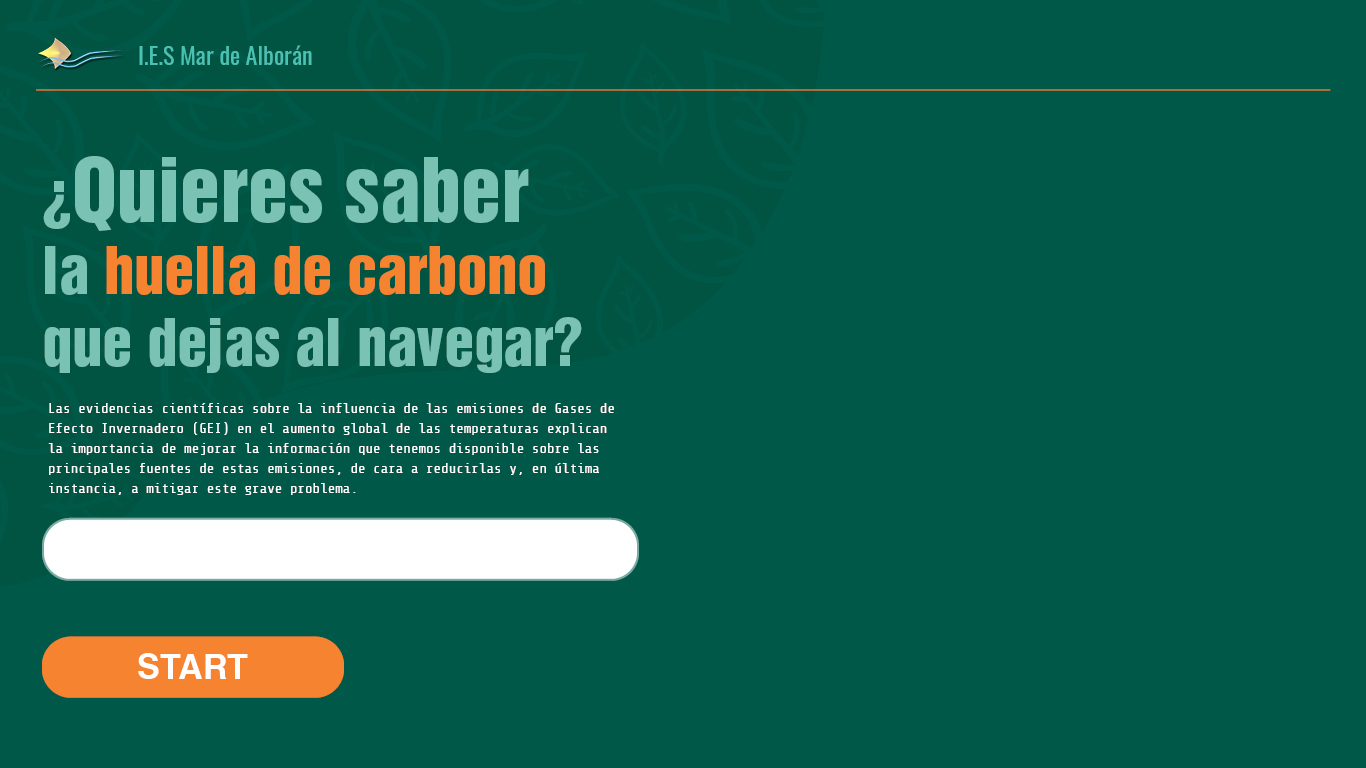 I.E.S Mar de Alborán
¿Quieres saber
la huella de carbono
que dejas al navegar?
Las evidencias científicas sobre la influencia de las emisiones de Gases de
Efecto Invernadero (GEI) en el aumento global de las temperaturas explican
la importancia de mejorar la información que tenemos disponible sobre las
principales fuentes de estas emisiones, de cara a reducirlas y, en última
instancia, a mitigar este grave problema.
START